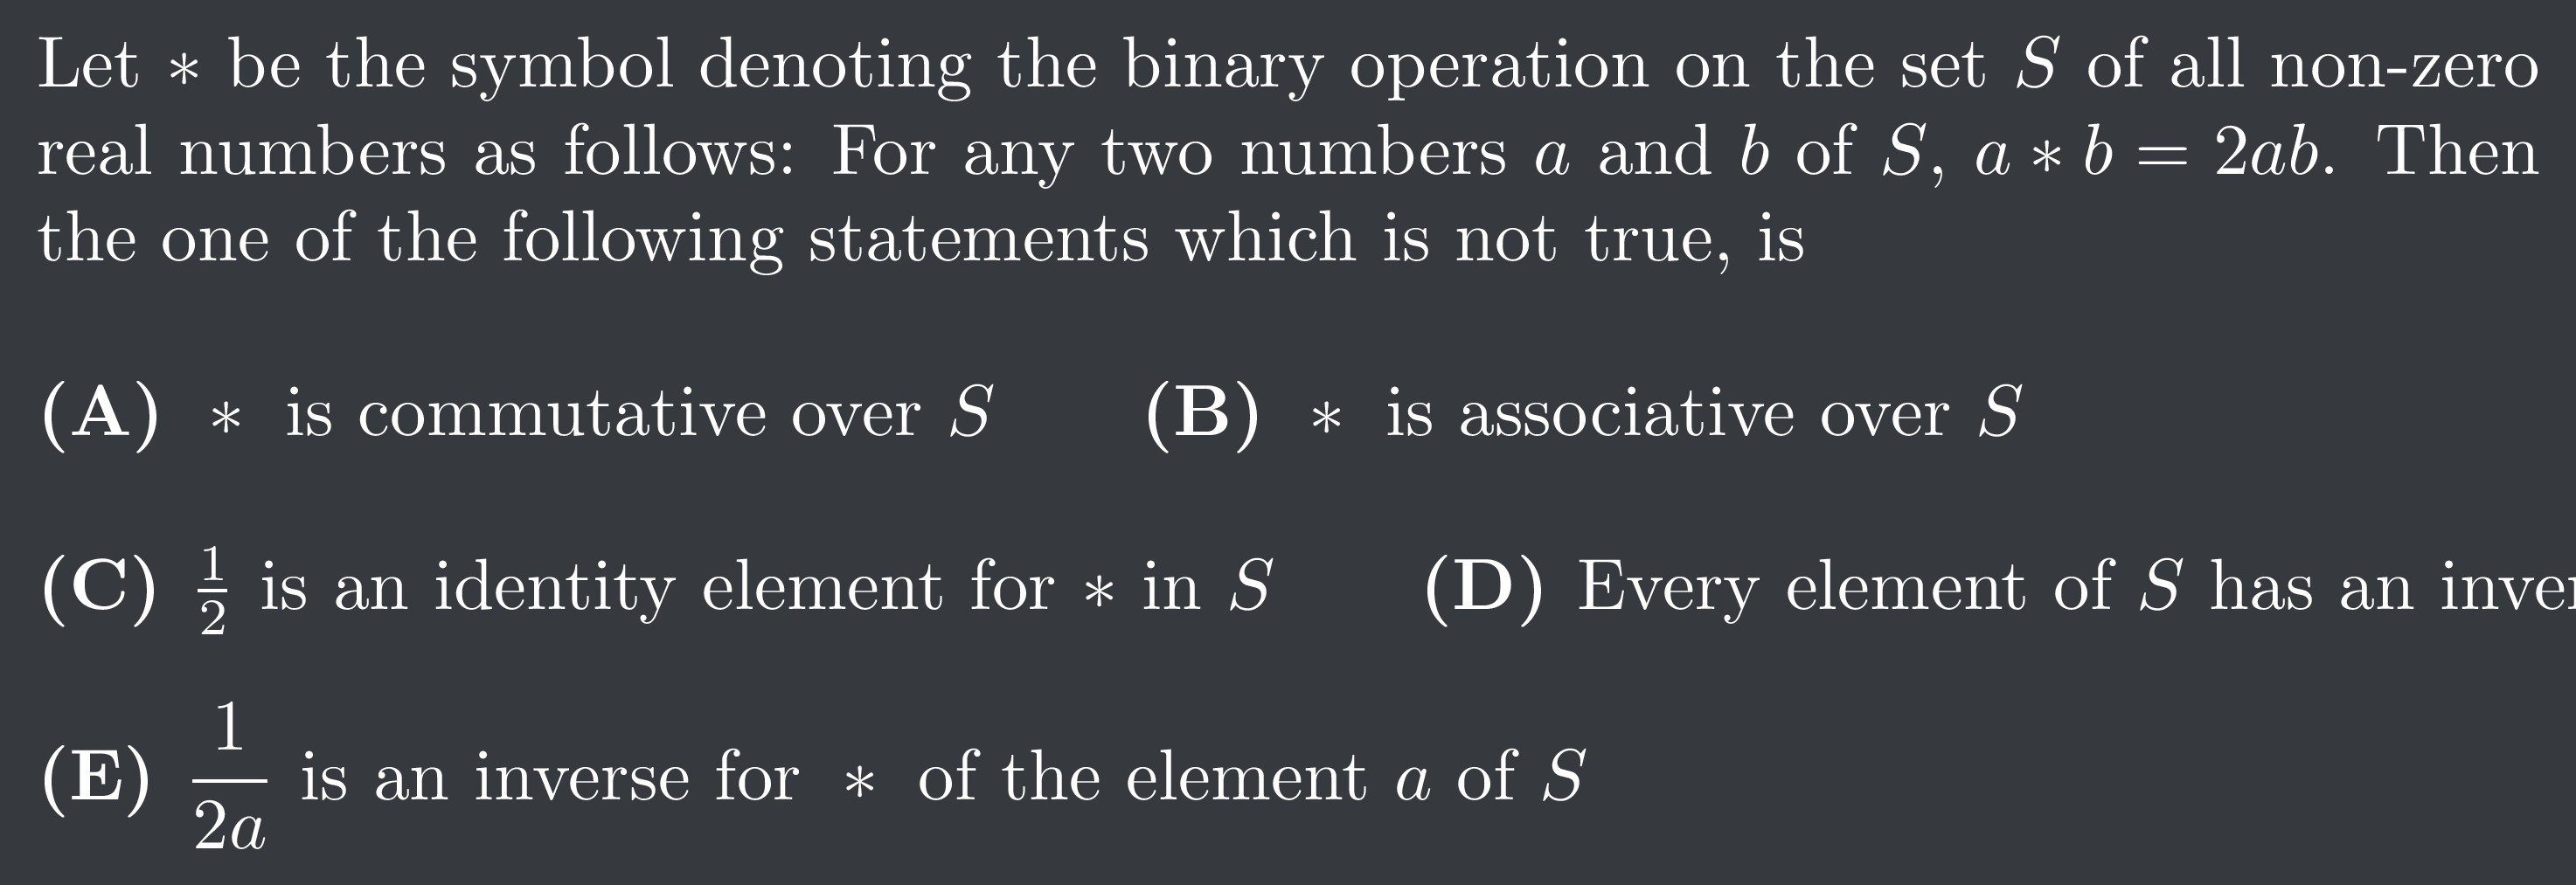 Let * be the symbol denoting the binary operation on the set S of all non-zero
real numbers as follows: For any two numbers a and b of S, a * b = 2ab. Then
the one of the following statements which is not true, is
(A) * is commutative over S (B) * is associative over S
(C) 1/2 is an identity element for * in S (D) Every element of S has an
(E) 1/2a is an inverse for * of the element a of S